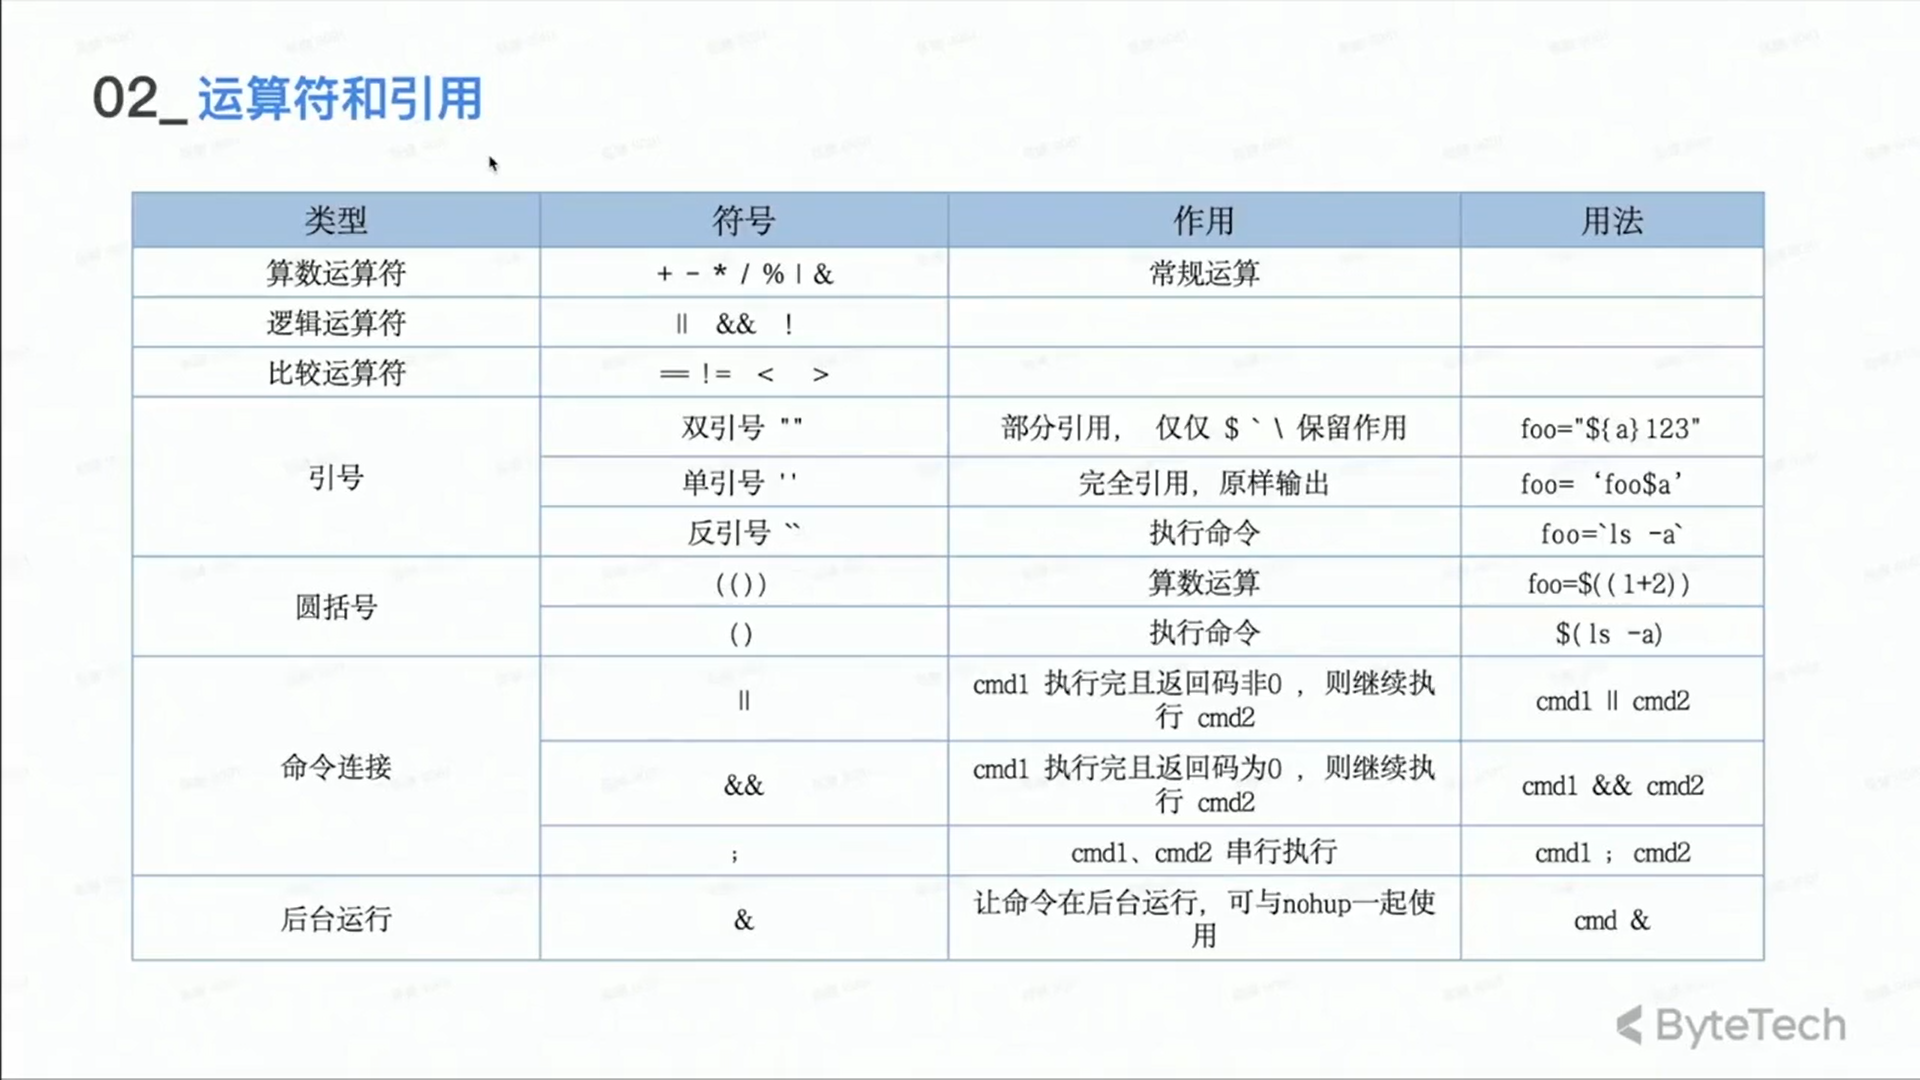 02_运算符和引用
类型 符号 作用 用法
算数运算符 + - * / % | & 常规运算
逻辑运算符 || && !
比较运算符 == != < >
引号
双引号 "" 部分引用， 仅仅 $ ` \ 保留作用 foo="${a}123"
单引号 '' 完全引用，原样输出 foo= ‘foo$a’
反引号 `` 执行命令 foo=`ls -a`
圆括号
(()) 算数运算 foo=$((1+2))
() 执行命令 $(ls -a)
命令连接
|| cmd1 执行完且返回码非0 ，则继续执
行 cmd2
cmd1 || cmd2
&& cmd1 执行完且返回码为0 ，则继续执
行 cmd2
cmd1 && cmd2
; cmd1、cmd2 串行执行 cmd1 ; cmd2
后台运行 & 让命令在后台运行，可与nohup一起使
用
cmd &
ByteTech